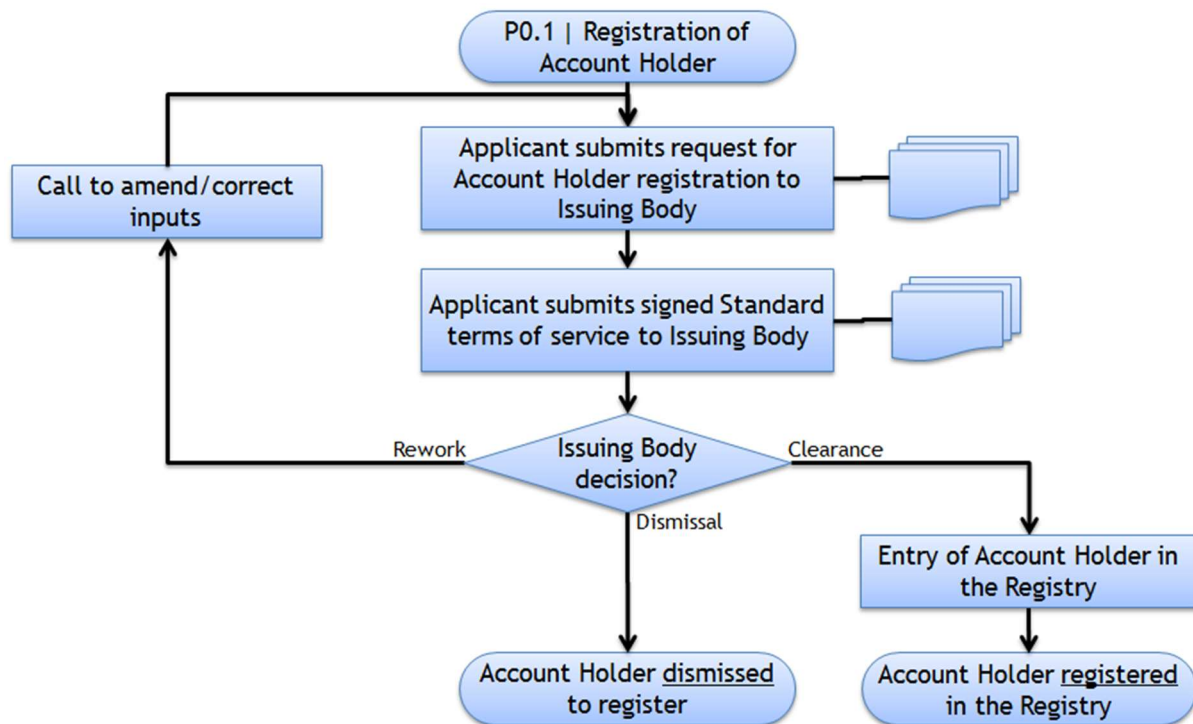 P0.1 | Registration of
Account Holder
Applicant submits request for
Account Holder registration to
Issuing Body
Call to amend/correct
inputs
Applicant submits signed Standard
terms of service to Issuing Body
Rework
Issuing Body
decision?
Clearance
Dismissal
Entry of Account Holder in
the Registry
Account Holder dismissed
to register
Account Holder registered
in the Registry